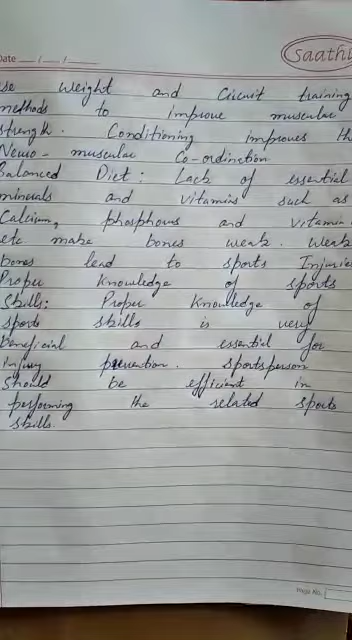 Date
Saathi
se weight and Circuit training
methods to improve muscular
strength. Conditioning improves th
Neuro-muscular Co-ordination
Balanced Diet: Lack of essential
minerals and vitamins such as
Calcium, phosphorus and vitamin
etc make bones weak. Weak
bones lead to sports Injurie
Proper Knowledge of sports
Skills: Proper Knowledge of
sports skills is very
beneficial and essential for
injury prevention. Sportsperson
should be efficient in
performing the related sports
skills.
Page No.